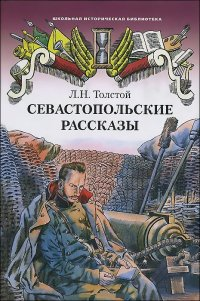 ШКОЛЬНАЯ ИСТОРИЧЕСКАЯ БИБЛИОТЕКА
Л.Н. Толстой
СЕВАСТОПОЛЬСКИЕ
РАССКАЗЫ